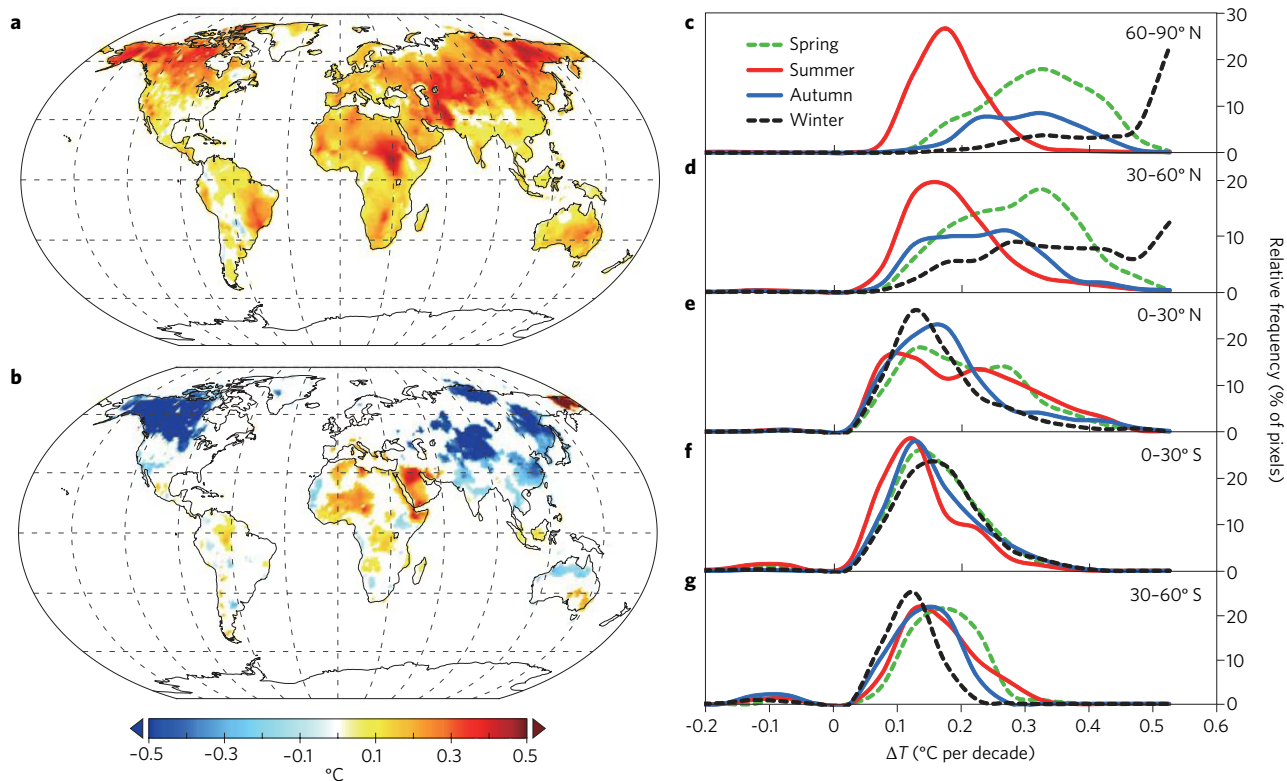 a
b
−0.5 −0.3 −0.1 0.1 0.3 0.5
°C
c
Spring
Summer
Autumn
Winter
60–90° N
30
20
10
0
d
30–60° N
20
10
0
e
0–30° N
20
10
0
f
0–30° S
20
10
0
g
30–60° S
20
10
0
-0.2 -0.1 0 0.1 0.2 0.3 0.4 0.5 0.6
ΔT (°C per decade)
Relative frequency (% of pixels)